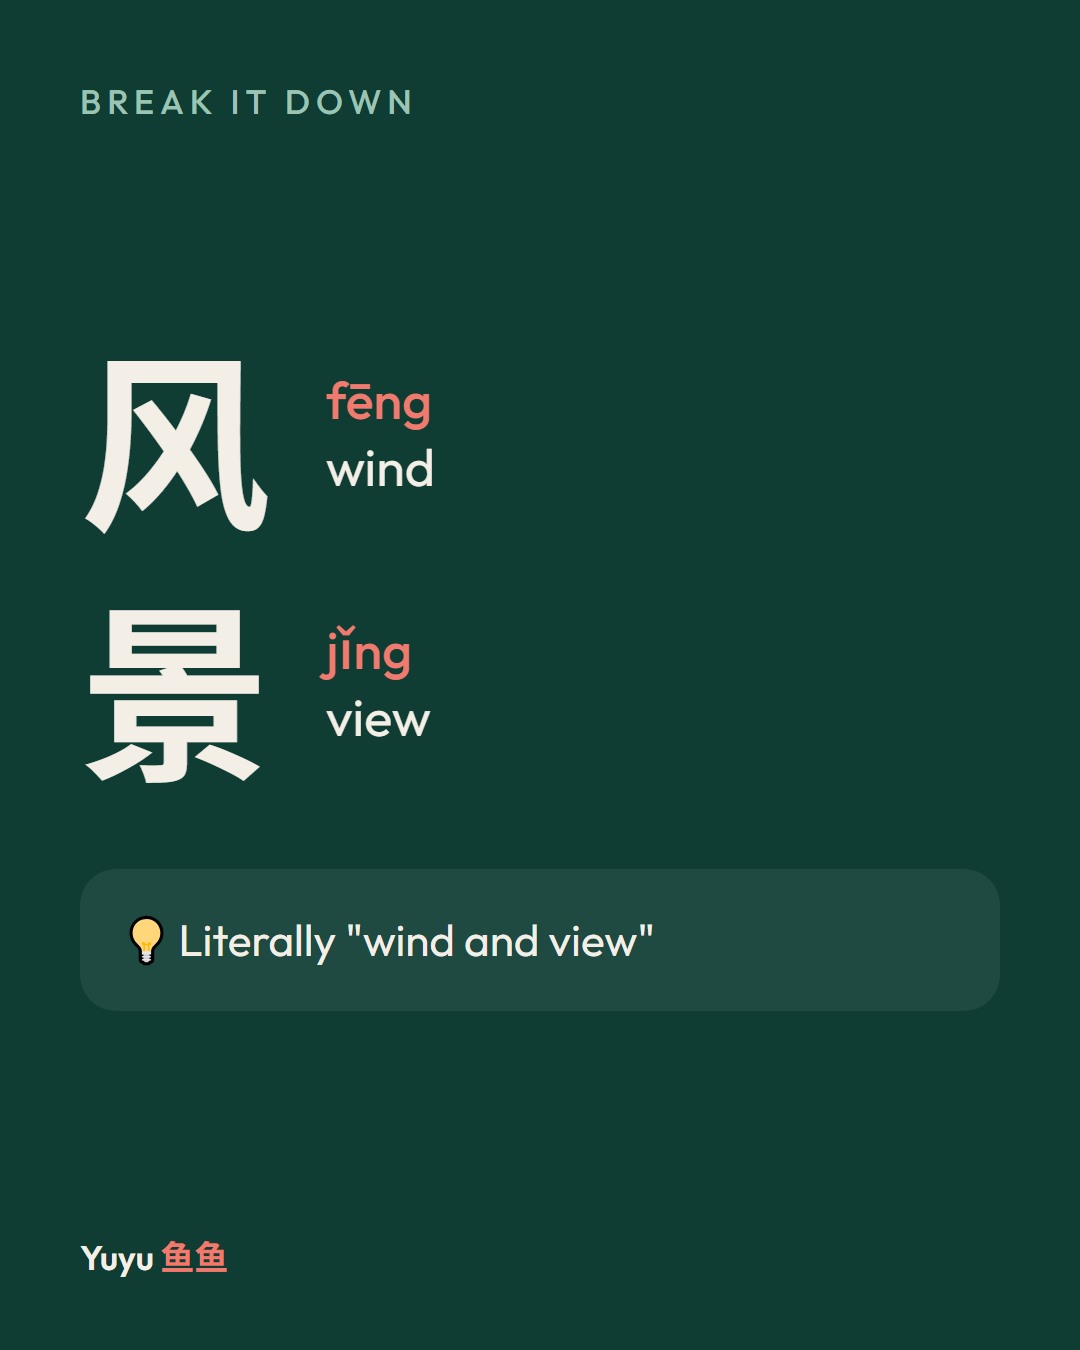 BREAK IT DOWN
风
fēng
wind
景
jǐng
view
💡 Literally "wind and view"
Yuyu 鱼鱼